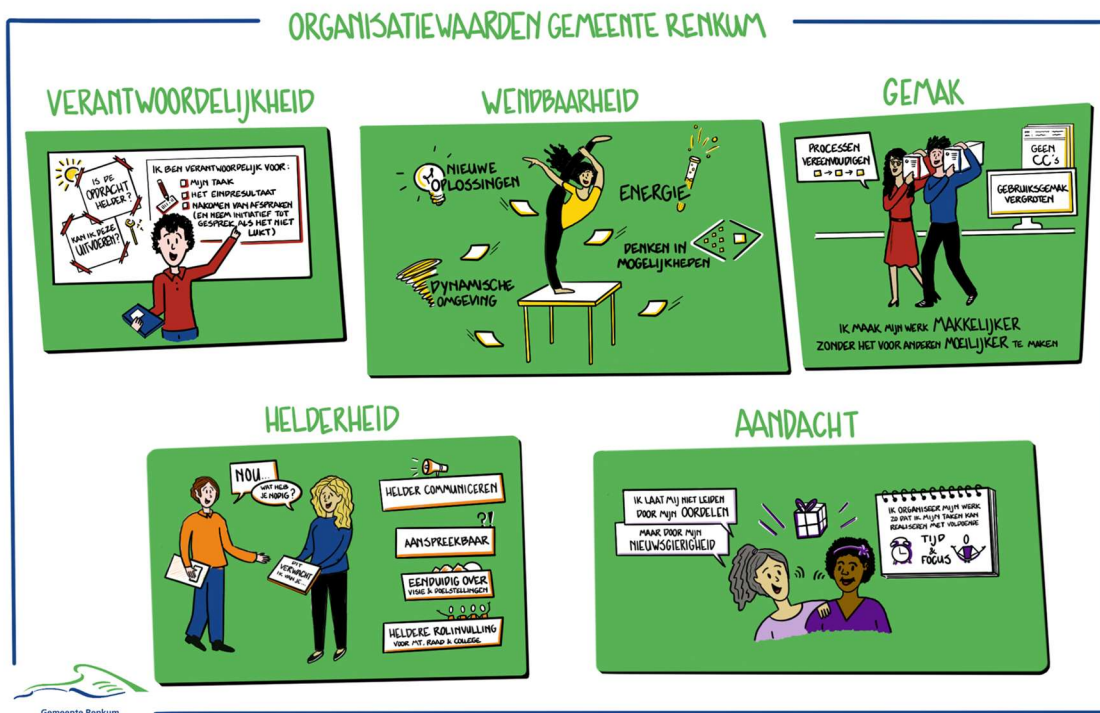 ORGANISATIEWAARDEN GEMEENTE RENKUM
VERANTWOORDELIJKHEID
IS DE
OPDRACHT
HELDER?
KAN IK DEZE
UITVOEREN?
IK BEN VERANTWOORDELIJK VOOR:
MIJN TAAK
HET EINDRESULTAAT
NAKOMEN VAN AFSPRAKEN
(EN NEEM INITIATIEF TOT
GESPREK ALS HET NIET
LUKT)
WENDBAARHEID
NIEUWE
OPLOSSINGEN
ENERGIE
DENKEN IN
MOGELIJKHEDEN
DYNAMISCHE
OMGEVING
GEMAK
PROCESSEN
VEREENVOUDIGEN
GEEN
CC's
GEBRUIKSGEMAK
VERGROTEN
IK MAAK MIJN WERK MAKKELIJKER
ZONDER HET VOOR ANDEREN MOEILIJKER TE MAKEN
HELDERHEID
NOU...
WAT HEB
JE NODIG?
DIT
VERWACHT
IK VAN JE...
HELDER COMMUNICEREN
?!
AANSPREEKBAAR
EENDUIDIG OVER
VISIE & DOELSTELLINGEN
HELDERE ROLINVULLING
VOOR MT, RAAD & COLLEGE
AANDACHT
IK LAAT MIJ NIET LEIDEN
DOOR MIJN OORDELEN
MAAR DOOR MIJN
NIEUWSGIERIGHEID
IK ORGANISEER MIJN WERK
ZO DAT IK MIJN TAKEN KAN
REALISEREN MET VOLDOENDE
TIJD
&
FOCUS
Gemeente Renkum